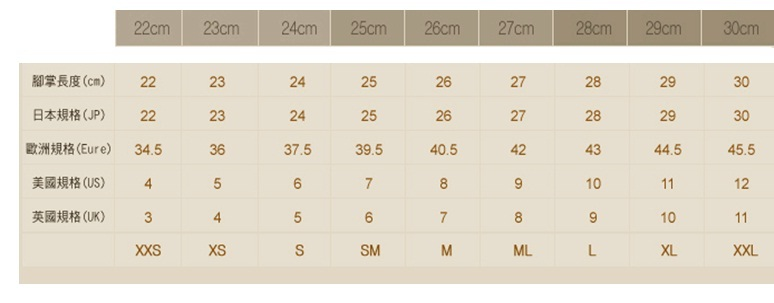 22cm 23cm 24cm 25cm 26cm 27cm 28cm 29cm 30cm
腳掌長度(cm) 22 23 24 25 26 27 28 29 30
日本規格(JP) 22 23 24 25 26 27 28 29 30
歐洲規格(Eure) 34.5 36 37.5 39.5 40.5 42 43 44.5 45.5
美國規格(US) 4 5 6 7 8 9 10 11 12
英國規格(UK) 3 4 5 6 7 8 9 10 11
XXS XS S SM M ML L XL XXL